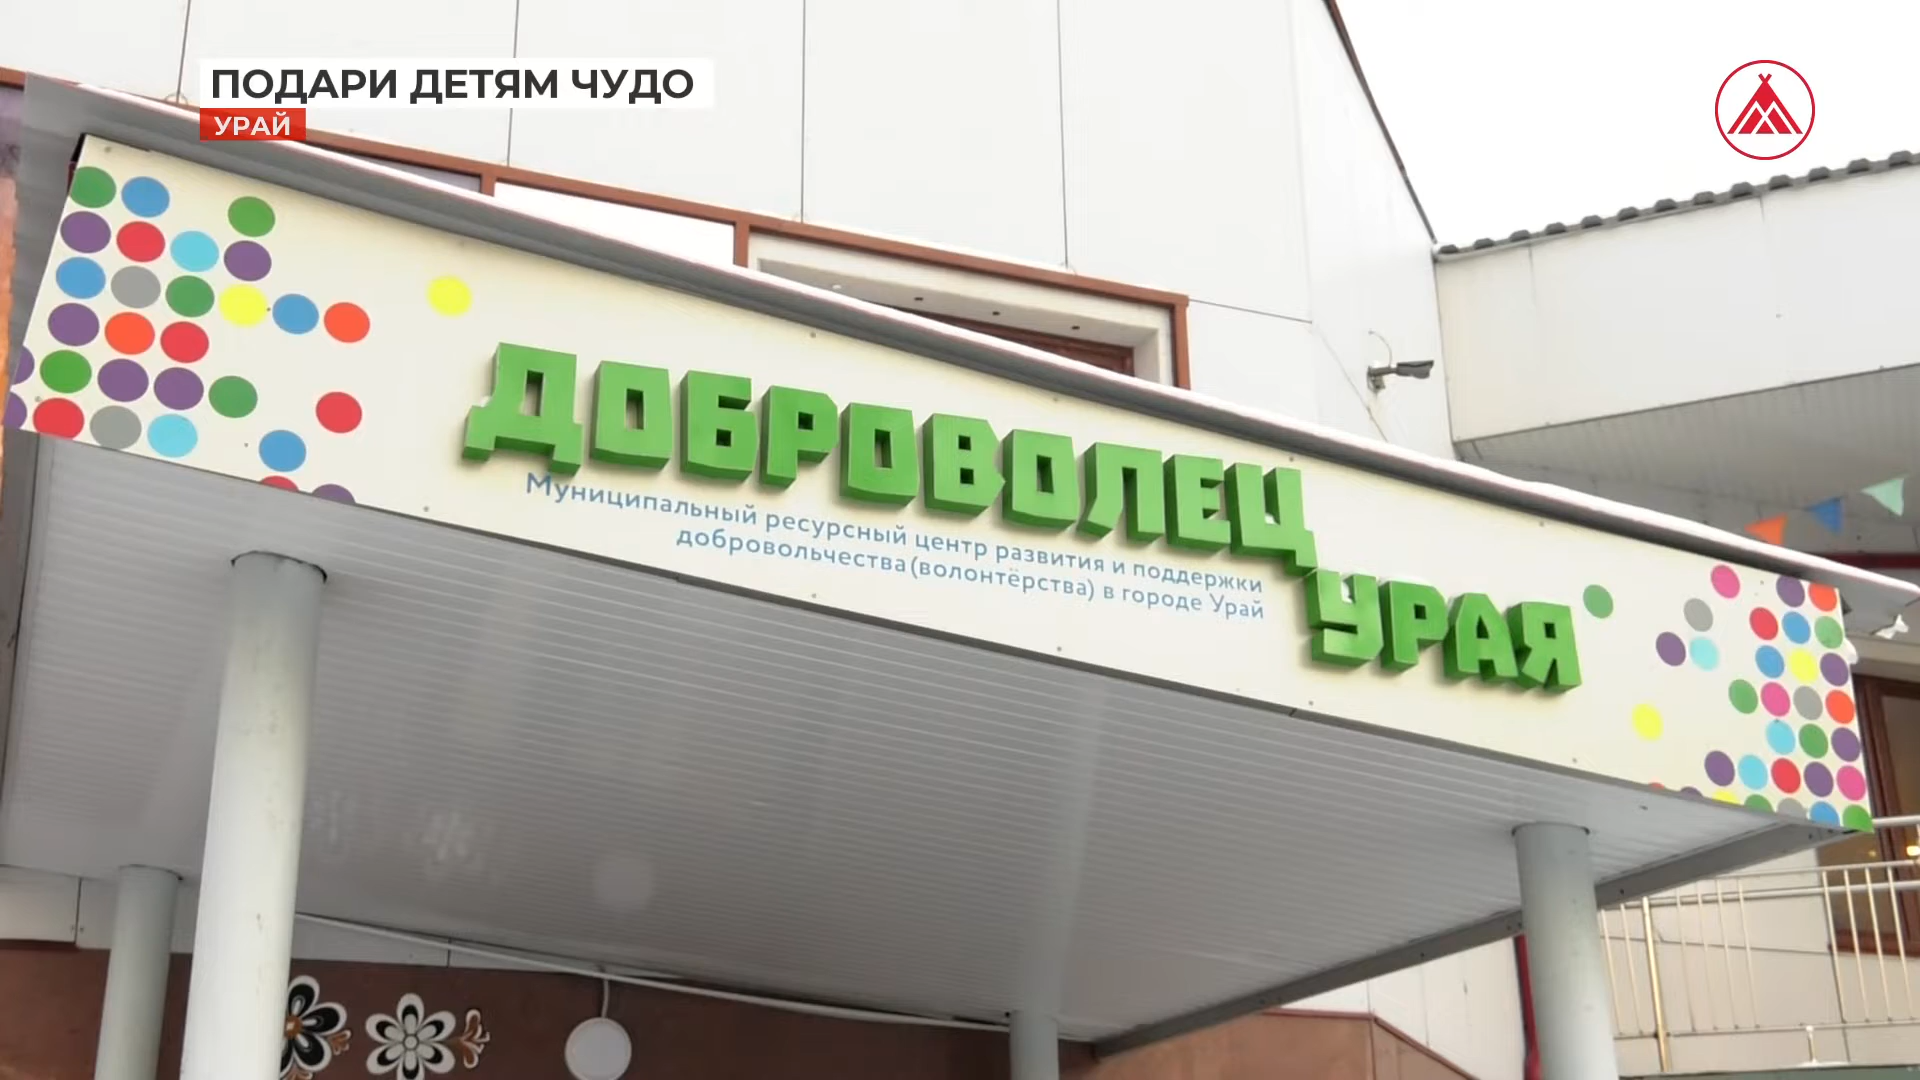 ПОДАРИ ДЕТЯМ ЧУДО
УРАЙ
ДОБРОВОЛЕЦ
УРАЯ
Муниципальный ресурсный центр развития и поддержки
добровольчества(волонтёрства) в городе Урай